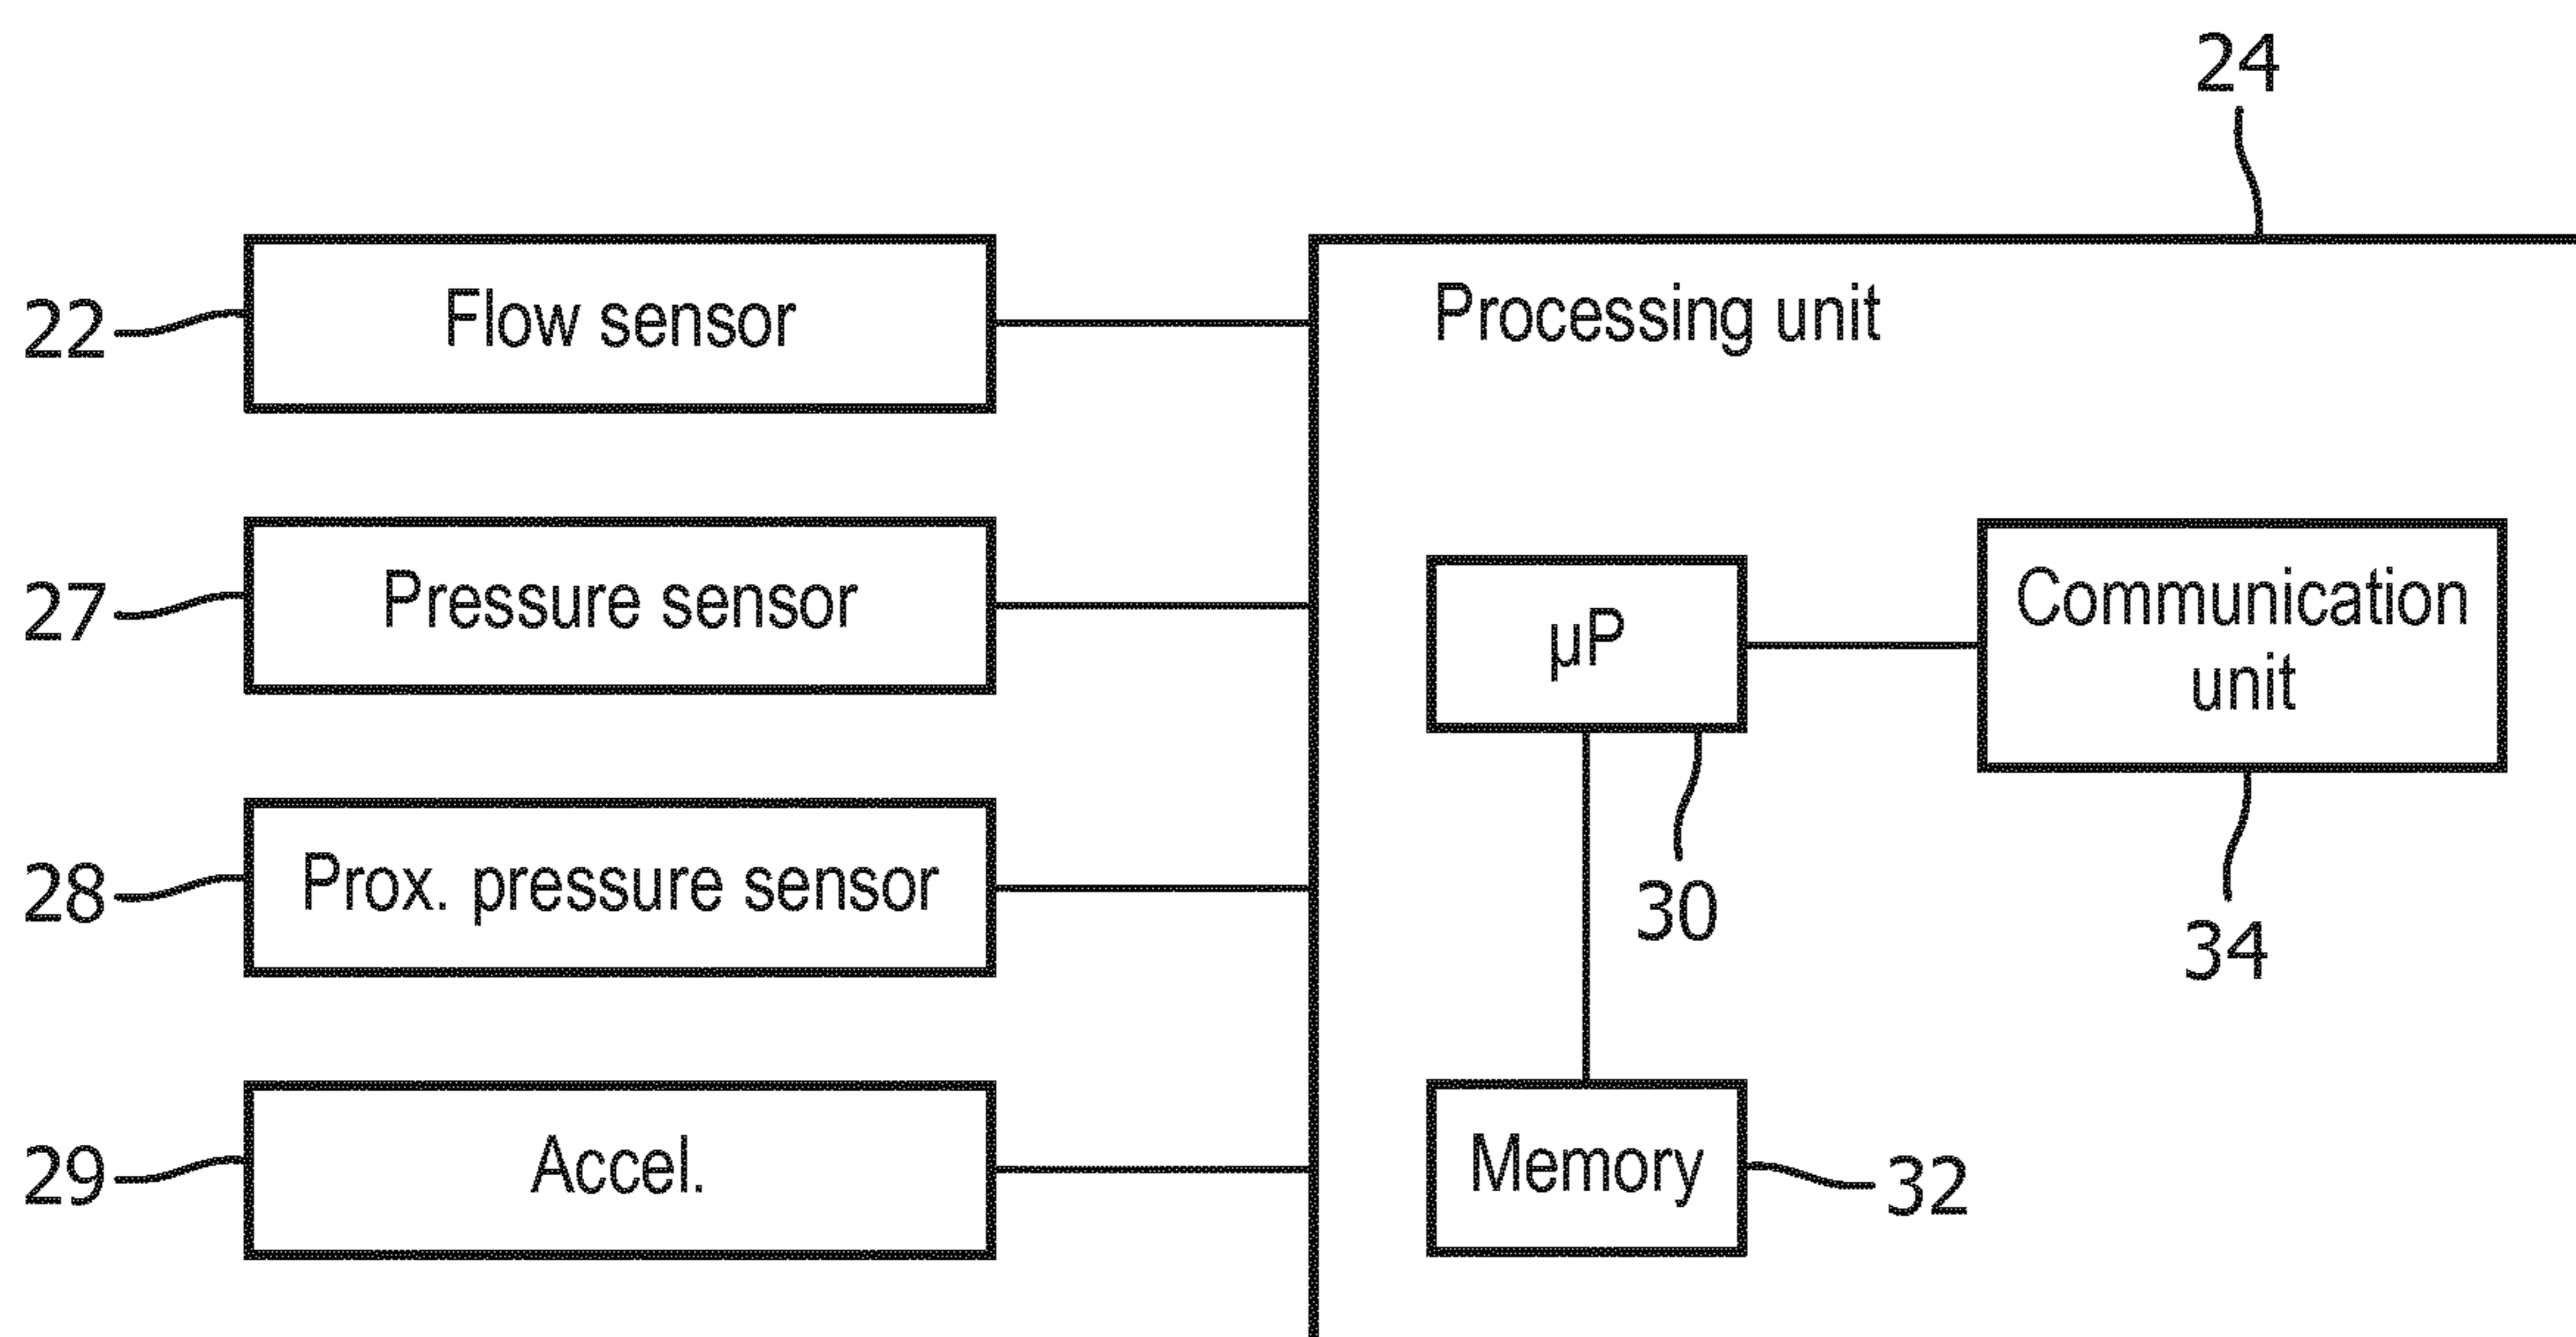 24
22
Flow sensor
Processing unit
27
Pressure sensor
µP
Communication
unit
28
Prox. pressure sensor
30
34
29
Accel.
Memory
32